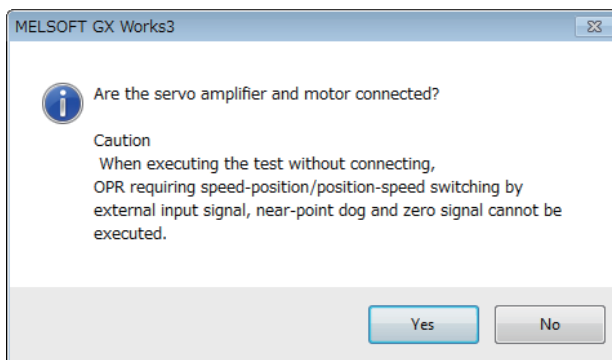 MELSOFT GX Works3
Are the servo amplifier and motor connected?
Caution
When executing the test without connecting,
OPR requiring speed-position/position-speed switching by
external input signal, near-point dog and zero signal cannot be
executed.
Yes
No